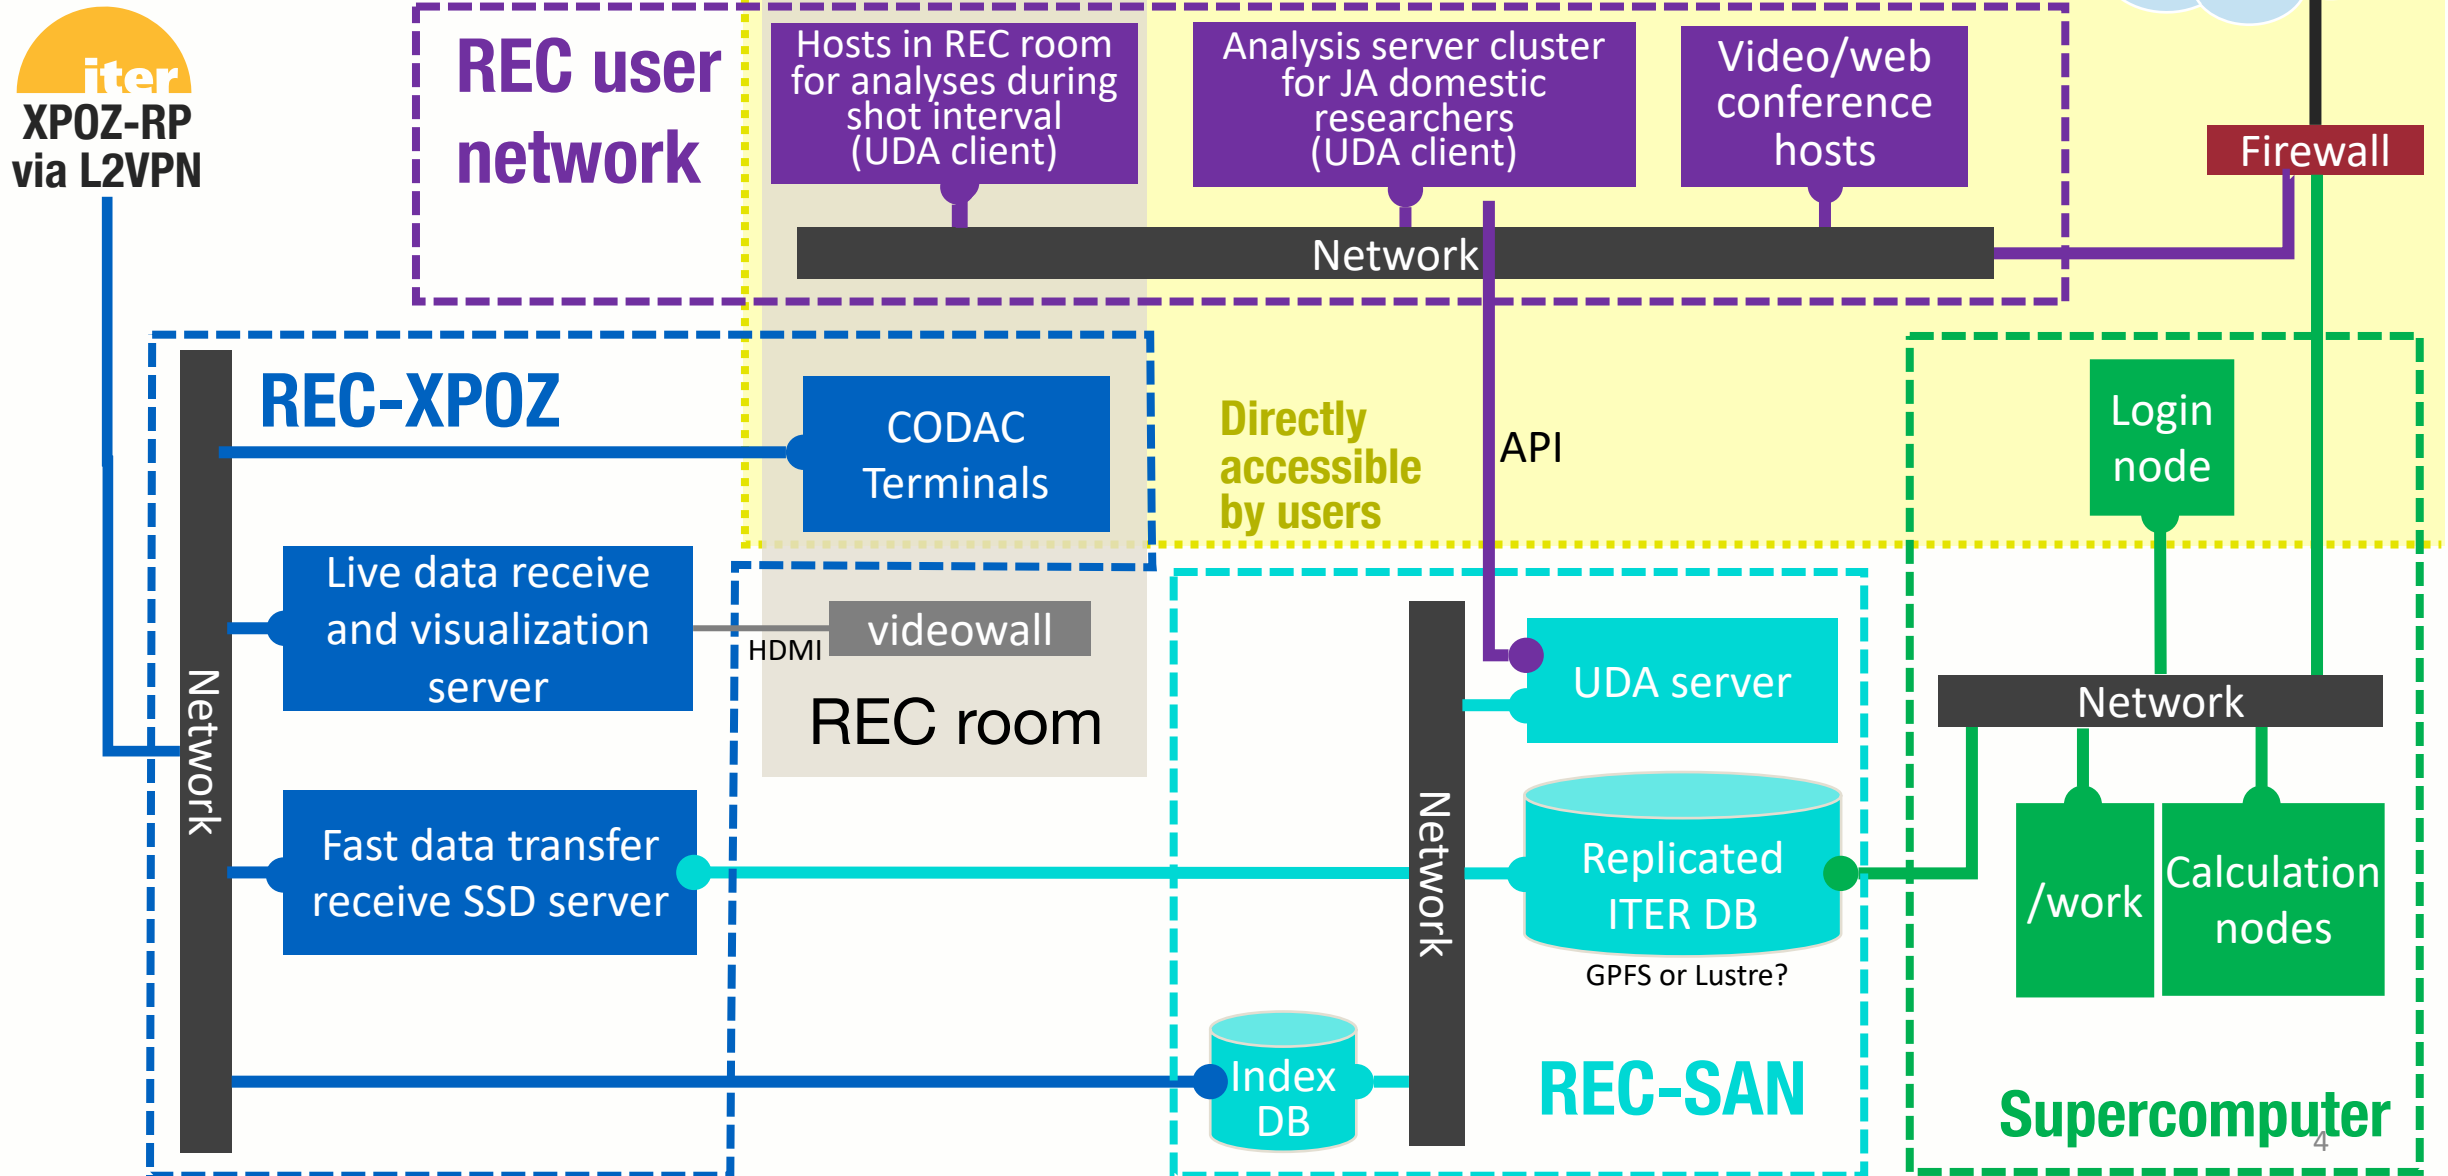 iter
XPOZ-RP
via L2VPN
REC user
network
Hosts in REC room
for analyses during
shot interval
(UDA client)
Analysis server cluster
for JA domestic
researchers
(UDA client)
Video/web
conference
hosts
Firewall
Network
REC-XPOZ
CODAC
Terminals
Directly
accessible
by users
API
Login
node
Live data receive
and visualization
server
HDMI
videowall
REC room
Network
UDA server
Network
Fast data transfer
receive SSD server
Network
Replicated
ITER DB
GPFS or Lustre?
/work
Calculation
nodes
Index
DB
REC-SAN
Supercomputer
4